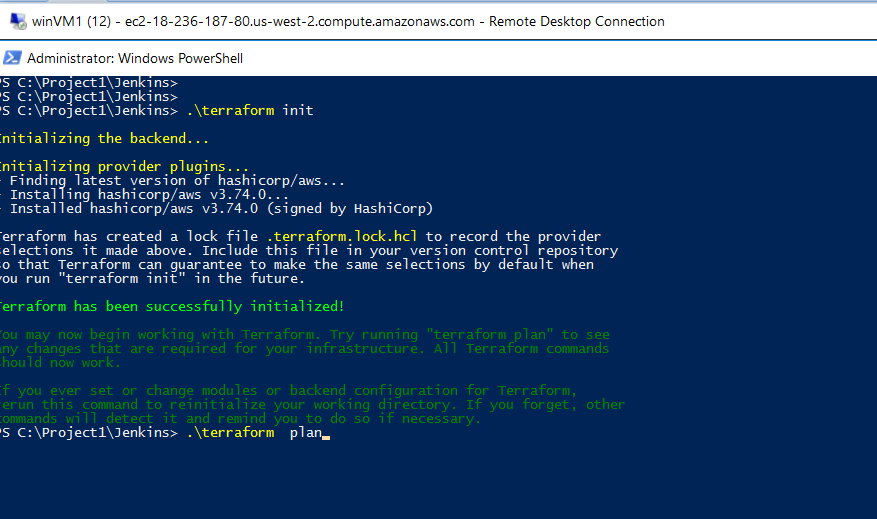 winVM1 (12) - ec2-18-236-187-80.us-west-2.compute.amazonaws.com - Remote Desktop Connection
Administrator: Windows PowerShell
PS C:\Project1\Jenkins>
PS C:\Project1\Jenkins>
PS C:\Project1\Jenkins> .\terraform init
Initializing the backend...
Initializing provider plugins...
- Finding latest version of hashicorp/aws...
- Installing hashicorp/aws v3.74.0...
- Installed hashicorp/aws v3.74.0 (signed by HashiCorp)
Terraform has created a lock file .terraform.lock.hcl to record the provider
selections it made above. Include this file in your version control repository
so that Terraform can guarantee to make the same selections by default when
you run "terraform init" in the future.
Terraform has been successfully initialized!
You may now begin working with Terraform. Try running "terraform plan" to see
any changes that are required for your infrastructure. All Terraform commands
should now work.
If you ever set or change modules or backend configuration for Terraform,
rerun this command to reinitialize your working directory. If you forget, other
commands will detect it and remind you to do so if necessary.
PS C:\Project1\Jenkins> .\terraform  plan